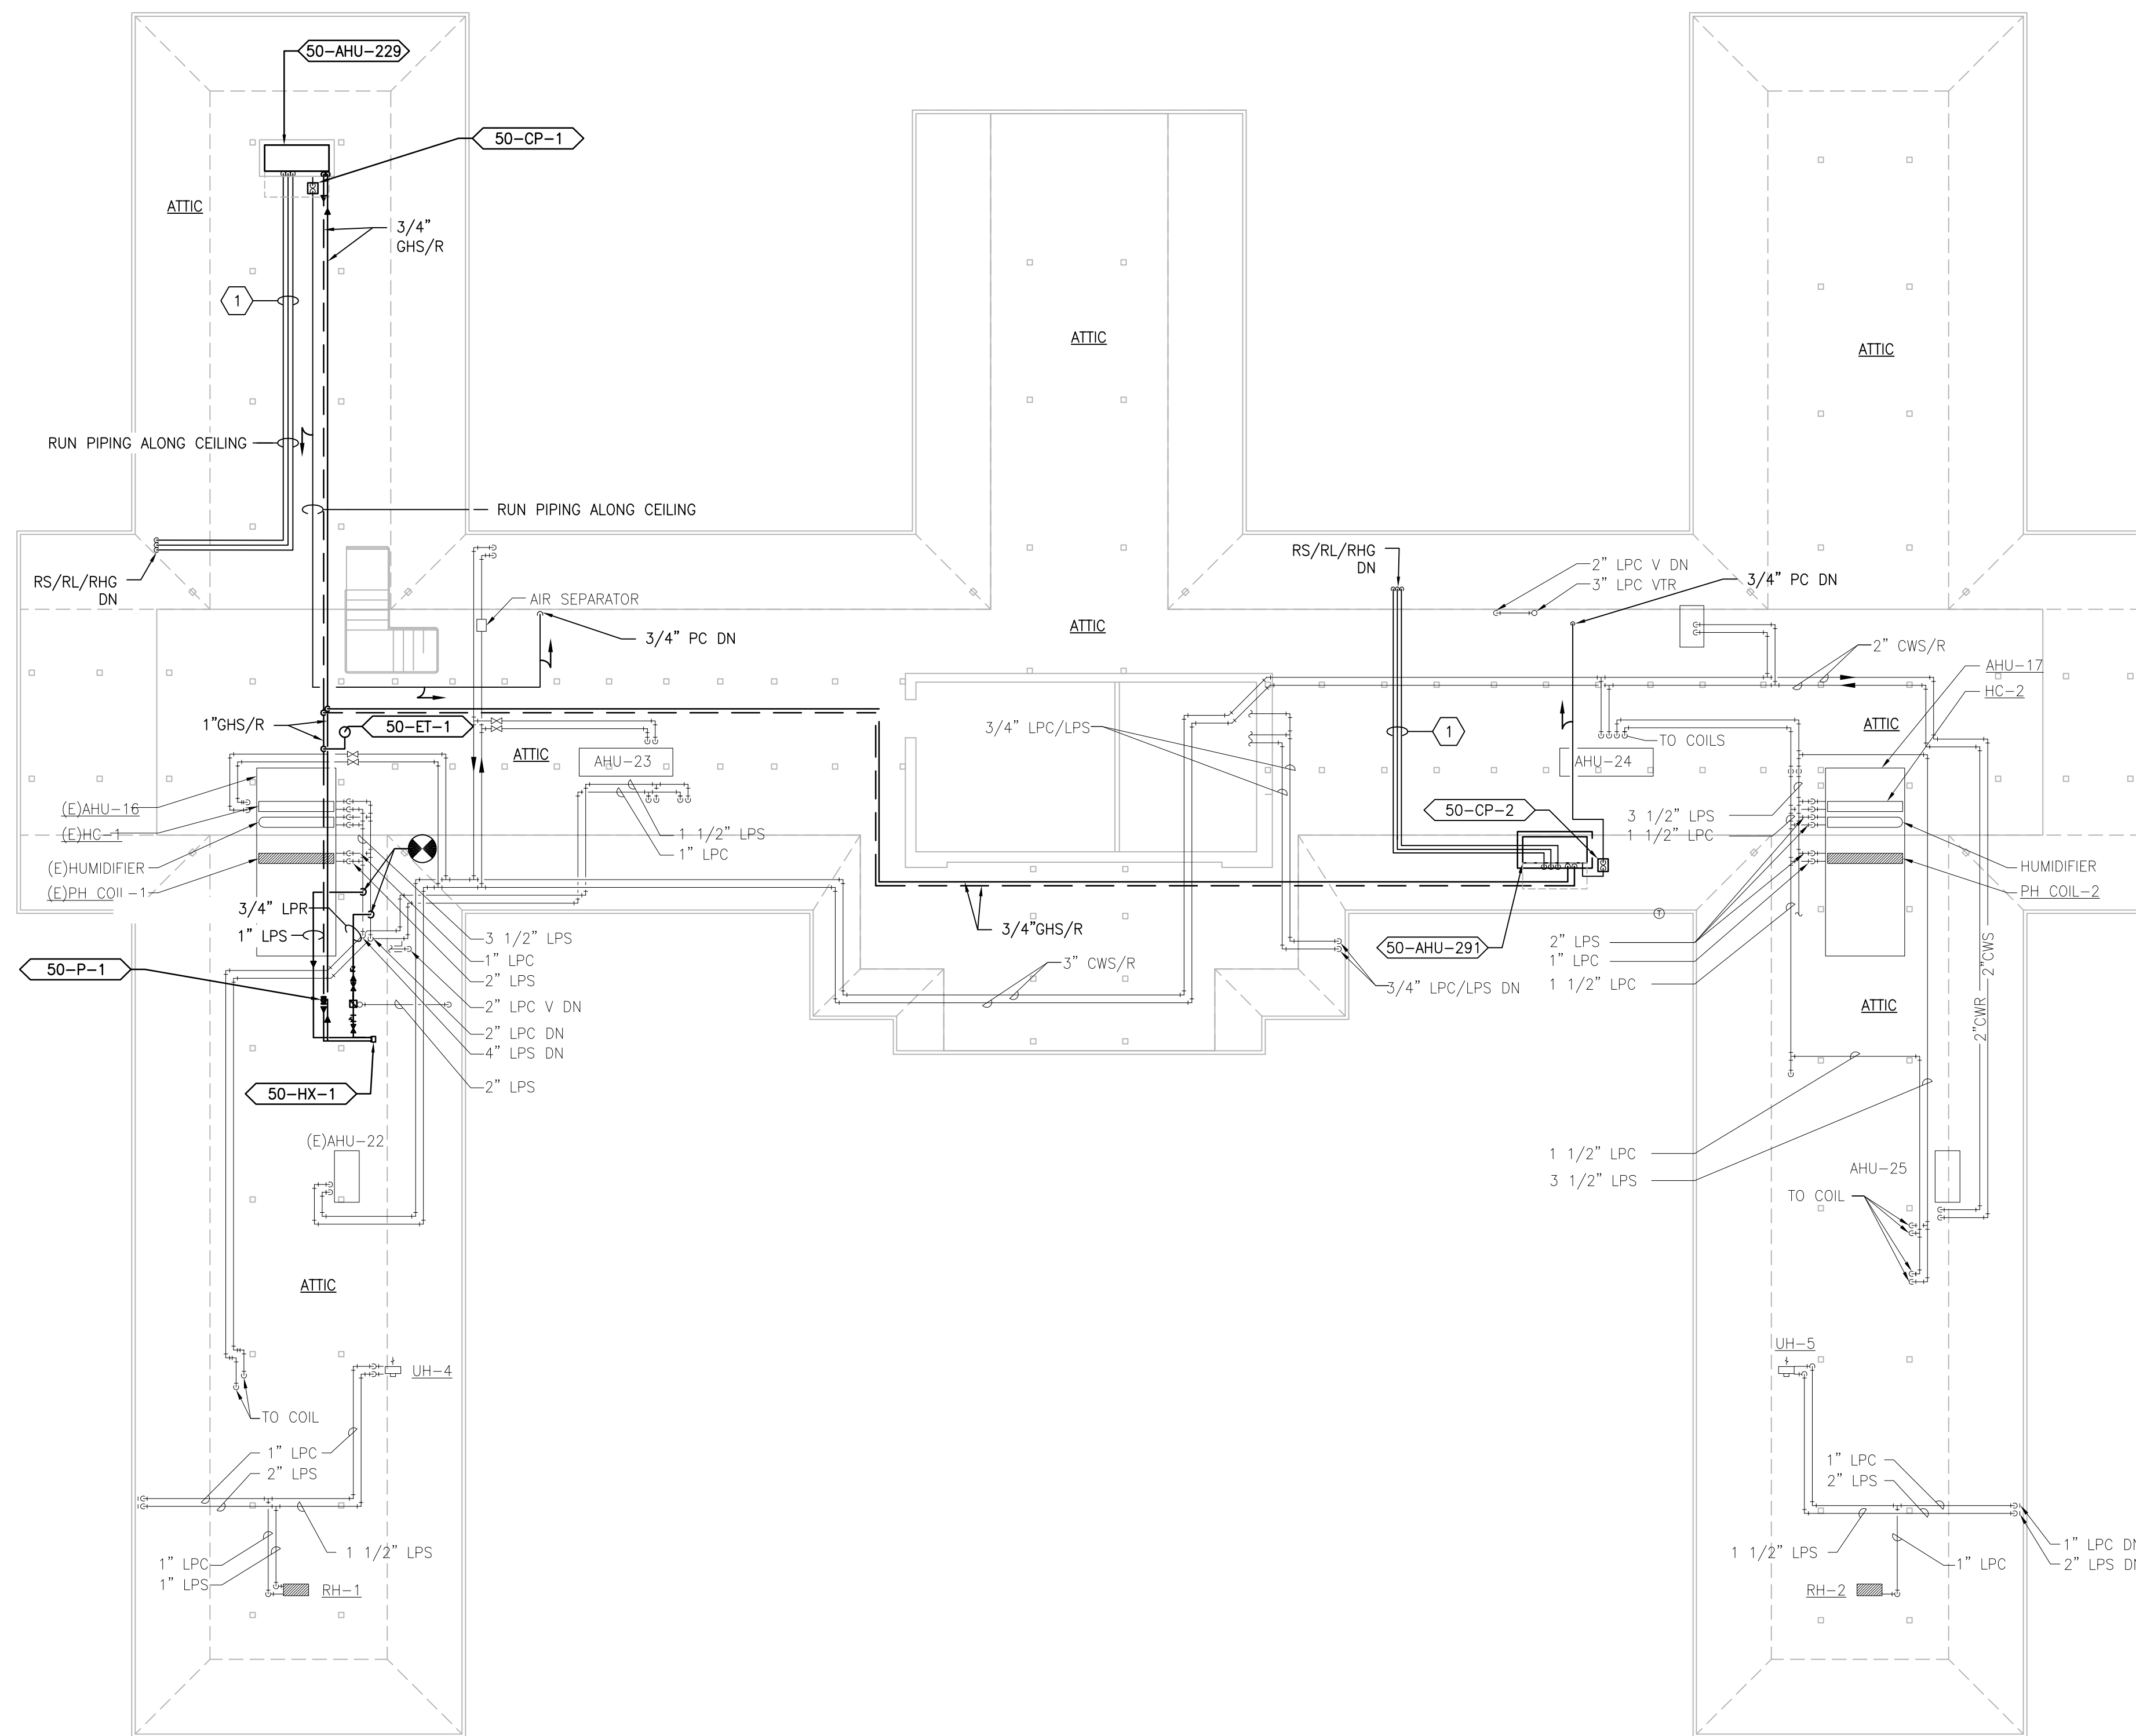 50-AHU-229
50-CP-1
ATTIC
3/4"
GHS/R
1
ATTIC
ATTIC
RUN PIPING ALONG CEILING
RUN PIPING ALONG CEILING
RS/RL/RHG
DN
AIR SEPARATOR
3/4" PC DN
ATTIC
RS/RL/RHG
DN
2" LPC V DN
3" LPC VTR
3/4" PC DN
2" CWS/R
AHU-17
HC-2
1"GHS/R
50-ET-1
ATTIC
AHU-23
3/4" LPC/LPS
1
TO COILS
ATTIC
AHU-24
(E)AHU-16
(E)HC-1
(E)HUMIDIFIER
(E)PH COIL-1
1 1/2" LPS
1" LPC
50-CP-2
3 1/2" LPS
1 1/2" LPC
HUMIDIFIER
PH COIL-2
3/4" LPR
1" LPS
50-P-1
3 1/2" LPS
1" LPC
2" LPS
2" LPC V DN
2" LPC DN
4" LPS DN
2" LPS
3/4"GHS/R
3" CWS/R
50-AHU-291
3/4" LPC/LPS DN
T
2" LPS
1" LPC
1 1/2" LPC
ATTIC
2"CWR
2"CWS
50-HX-1
(E)AHU-22
1 1/2" LPC
3 1/2" LPS
AHU-25
TO COIL
ATTIC
UH-4
UH-5
TO COIL
1" LPC
2" LPS
1" LPC
2" LPS
1" LPC
1" LPS
1 1/2" LPS
RH-1
1 1/2" LPS
1" LPC
1" LPC DN
2" LPS DN
RH-2